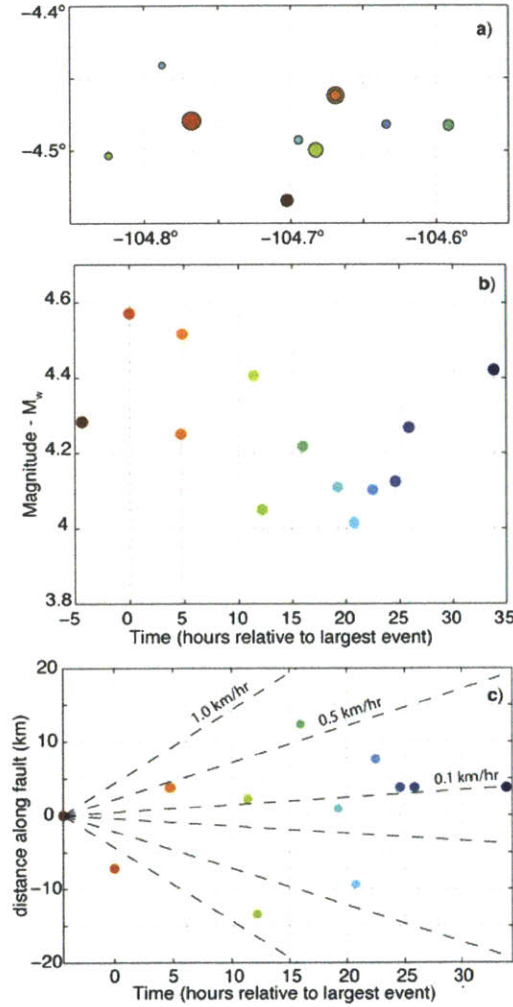 −4.4°
a)
−4.5°
−104.8° −104.7° −104.6°
b)
4.6
4.4
4.2
4
3.8
Magnitude - Mw
−5 0 5 10 15 20 25 30 35
Time (hours relative to largest event)
c)
20
10
0
−10
−20
distance along fault (km)
1.0 km/hr
0.5 km/hr
0.1 km/hr
0 5 10 15 20 25 30
Time (hours relative to largest event)